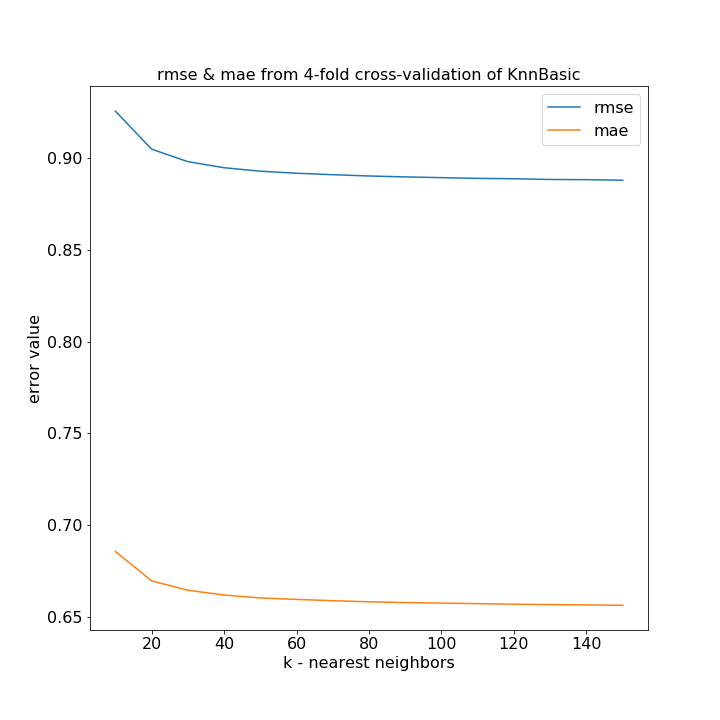 rmse & mae from 4-fold cross-validation of KnnBasic
rmse
mae
error value
0.90
0.85
0.80
0.75
0.70
0.65
20 40 60 80 100 120 140
k - nearest neighbors